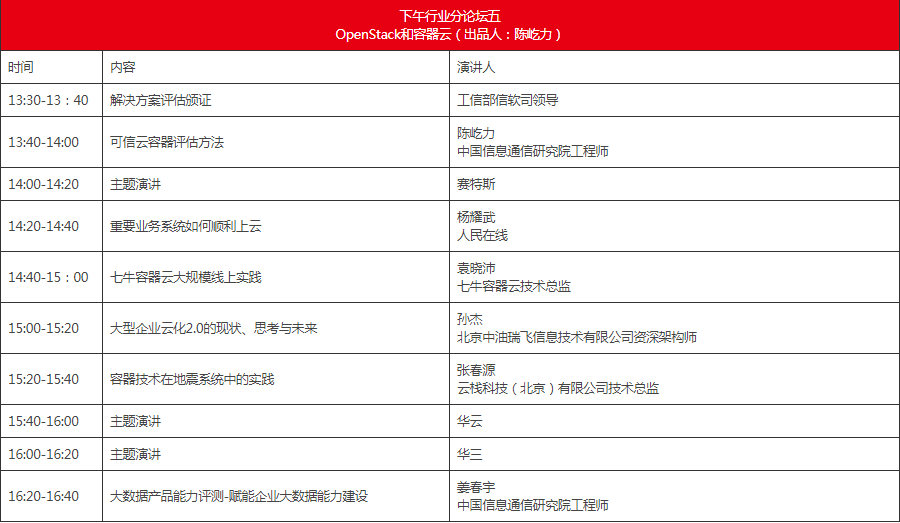 下午行业分论坛五
OpenStack和容器云（出品人：陈屹力）
时间 内容 演讲人
13:30-13：40 解决方案评估颁证 工信部信软司领导
13:40-14:00 可信云容器评估方法 陈屹力
中国信息通信研究院工程师
14:00-14:20 主题演讲 赛特斯
14:20-14:40 重要业务系统如何顺利上云 杨耀武
人民在线
14:40-15：00 七牛容器云大规模线上实践 袁晓沛
七牛容器云技术总监
15:00-15:20 大型企业云化2.0的现状、思考与未来 孙杰
北京中油瑞飞信息技术有限公司资深架构师
15:20-15:40 容器技术在地震系统中的实践 张春源
云栈科技（北京）有限公司技术总监
15:40-16:00 主题演讲 华云
16:00-16:20 主题演讲 华三
16:20-16:40 大数据产品能力评测-赋能企业大数据能力建设 姜春宇
中国信息通信研究院工程师